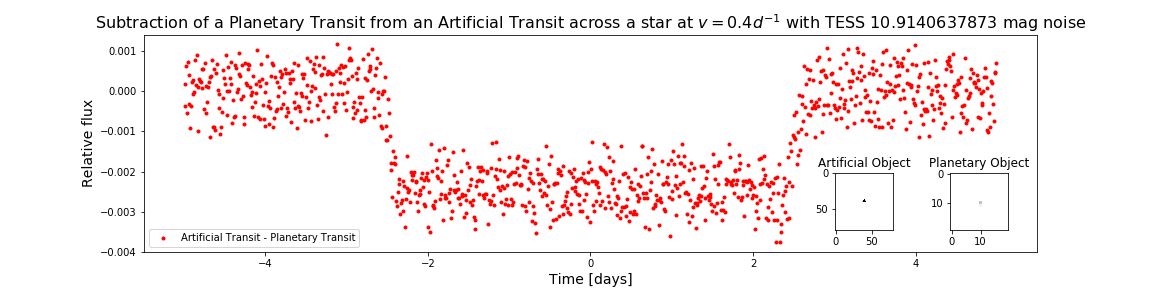 Subtraction of a Planetary Transit from an Artificial Transit across a star at v = 0.4d⁻¹ with TESS 10.9140637873 mag noise
Relative flux
0.001
0.000
−0.001
−0.002
−0.003
−0.004
Artificial Transit - Planetary Transit
Artificial Object
0
50
0 50
Planetary Object
0
10
0 10
−4 −2 0 2 4
Time [days]